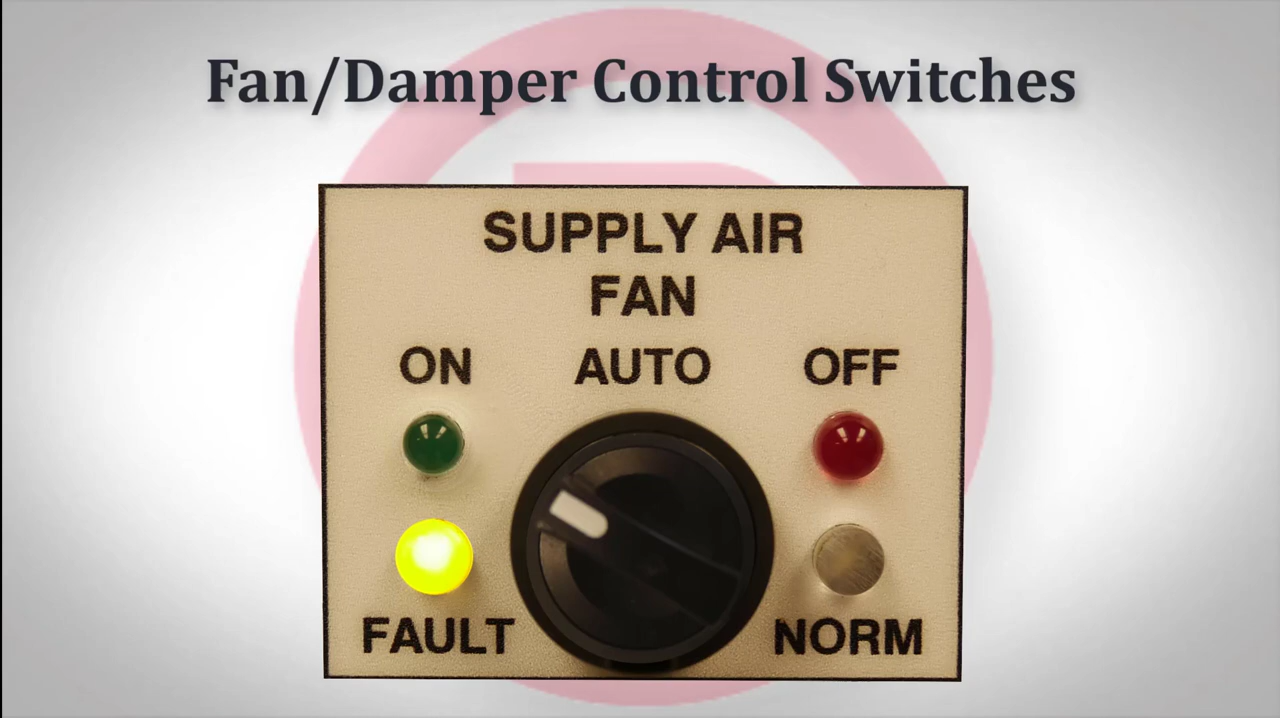 Fan/Damper Control Switches
SUPPLY AIR
FAN
ON AUTO OFF
FAULT NORM